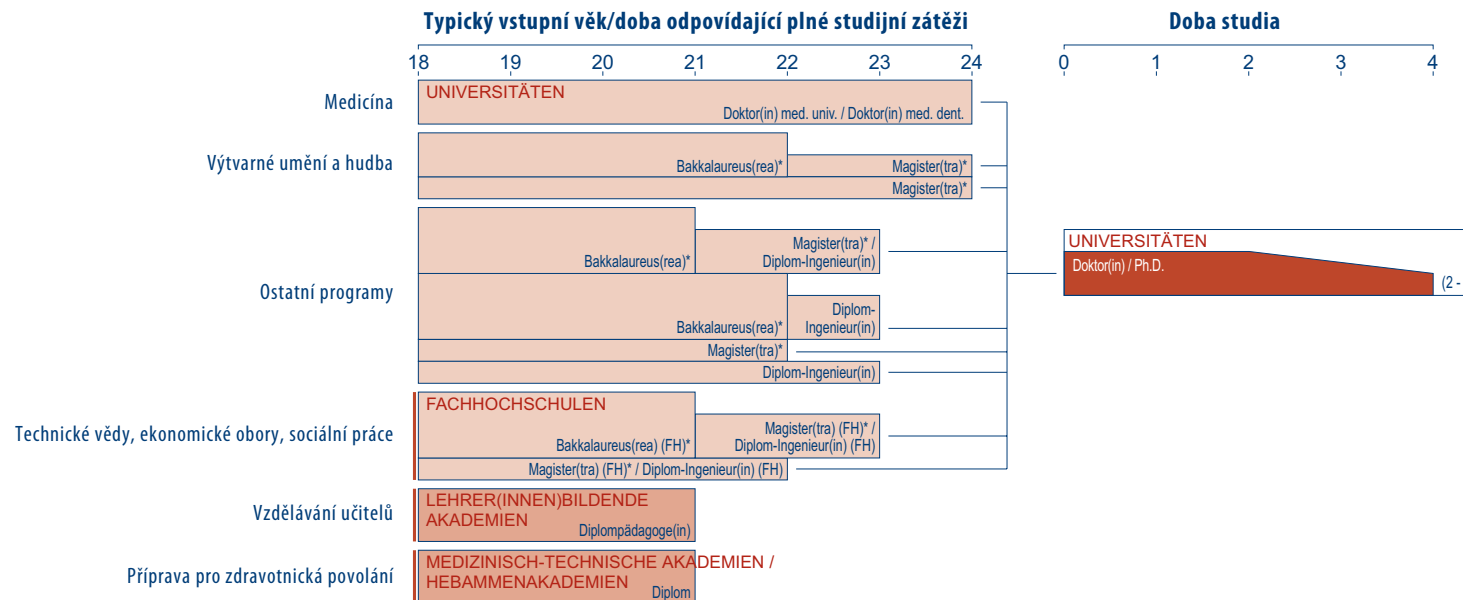 Typický vstupní věk/doba odpovídající plné studijní zátěži
Doba studia
18 19 20 21 22 23 24
0 1 2 3 4
Medicína
UNIVERSITÄTEN
Doktor(in) med. univ. / Doktor(in) med. dent.
Výtvarné umění a hudba
Bakkalaureus(rea)*
Magister(tra)*
Magister(tra)*
Ostatní programy
Bakkalaureus(rea)*
Magister(tra)* /
Diplom-Ingenieur(in)
Bakkalaureus(rea)*
Diplom-
Ingenieur(in)
Magister(tra)*
Diplom-Ingenieur(in)
UNIVERSITÄTEN
Doktor(in) / Ph.D.
(2 -
Technické vědy, ekonomické obory, sociální práce
FACHHOCHSCHULEN
Bakkalaureus(rea) (FH)*
Magister(tra) (FH)* /
Diplom-Ingenieur(in) (FH)
Magister(tra) (FH)* / Diplom-Ingenieur(in) (FH)
Vzdělávání učitelů
LEHRER(INNEN)BILDENDE
AKADEMIEN
Diplompädagoge(in)
Příprava pro zdravotnická povolání
MEDIZINISCH-TECHNISCHE AKADEMIEN /
HEBAMMENAKADEMIEN
Diplom